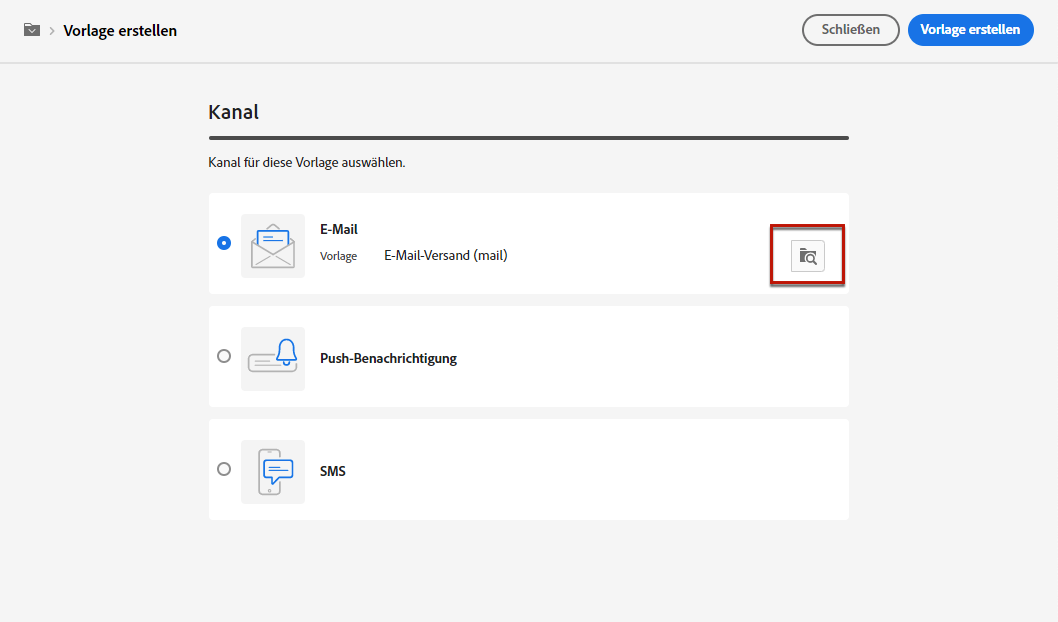 Vorlage erstellen
Schließen
Vorlage erstellen
Kanal
Kanal für diese Vorlage auswählen.
E-Mail
Vorlage E-Mail-Versand (mail)
Push-Benachrichtigung
SMS